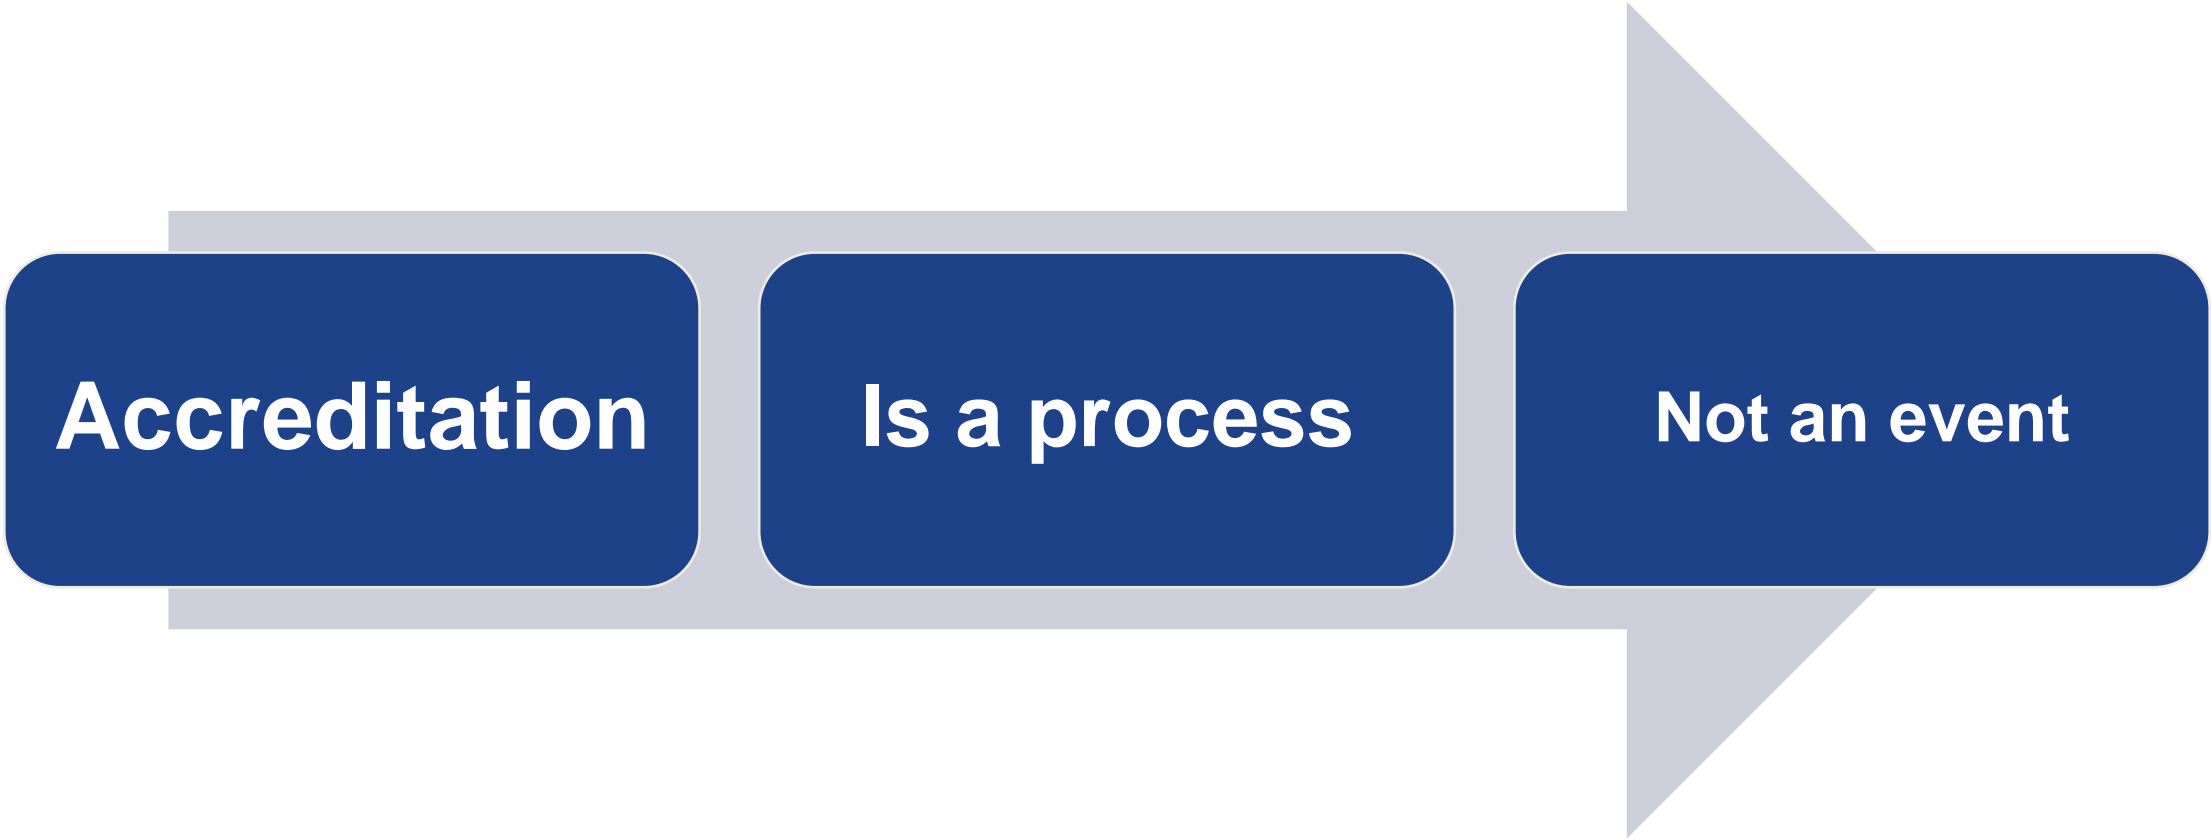 Accreditation
Is a process
Not an event